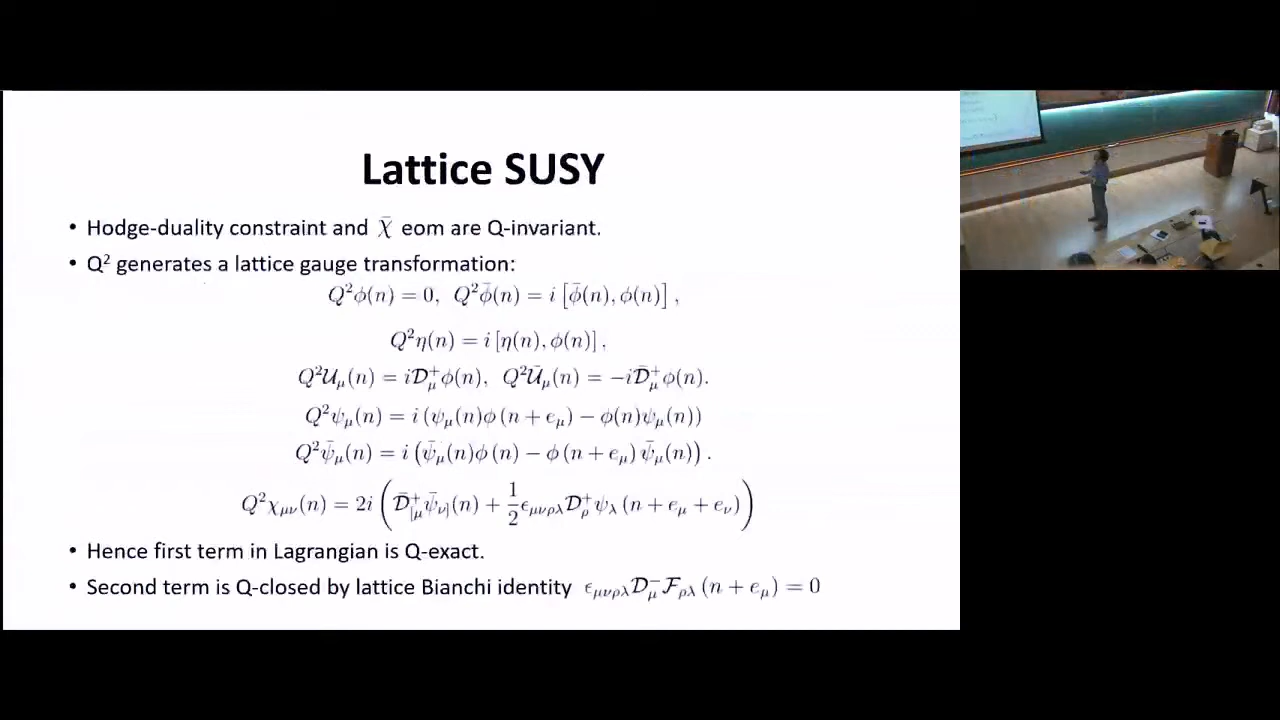 Lattice SUSY
• Hodge-duality constraint and χ̄ eom are Q-invariant.
• Q² generates a lattice gauge transformation:
Q²ϕ(n) = 0, Q²ϕ̄(n) = i [ϕ̄(n), ϕ(n)] ,
Q²η(n) = i [η(n), ϕ(n)] .
Q²𝒰_μ(n) = i𝒟⁺_μ ϕ(n), Q²𝒰̄_μ(n) = −i𝒟̄⁺_μ ϕ(n).
Q²ψ_μ(n) = i (ψ_μ(n)ϕ (n + e_μ) − ϕ(n)ψ_μ(n))
Q²ψ̄_μ(n) = i (ψ̄_μ(n)ϕ (n) − ϕ (n + e_μ) ψ̄_μ(n)) .
Q²χ_μν(n) = 2i (𝒟̄⁺_[μ ψ̄_ν](n) + 1/2 ϵ_μνρλ 𝒟⁺_ρ ψ_λ (n + e_μ + e_ν))
• Hence first term in Lagrangian is Q-exact.
• Second term is Q-closed by lattice Bianchi identity ϵ_μνρλ 𝒟⁻_μ ℱ_ρλ (n + e_μ) = 0